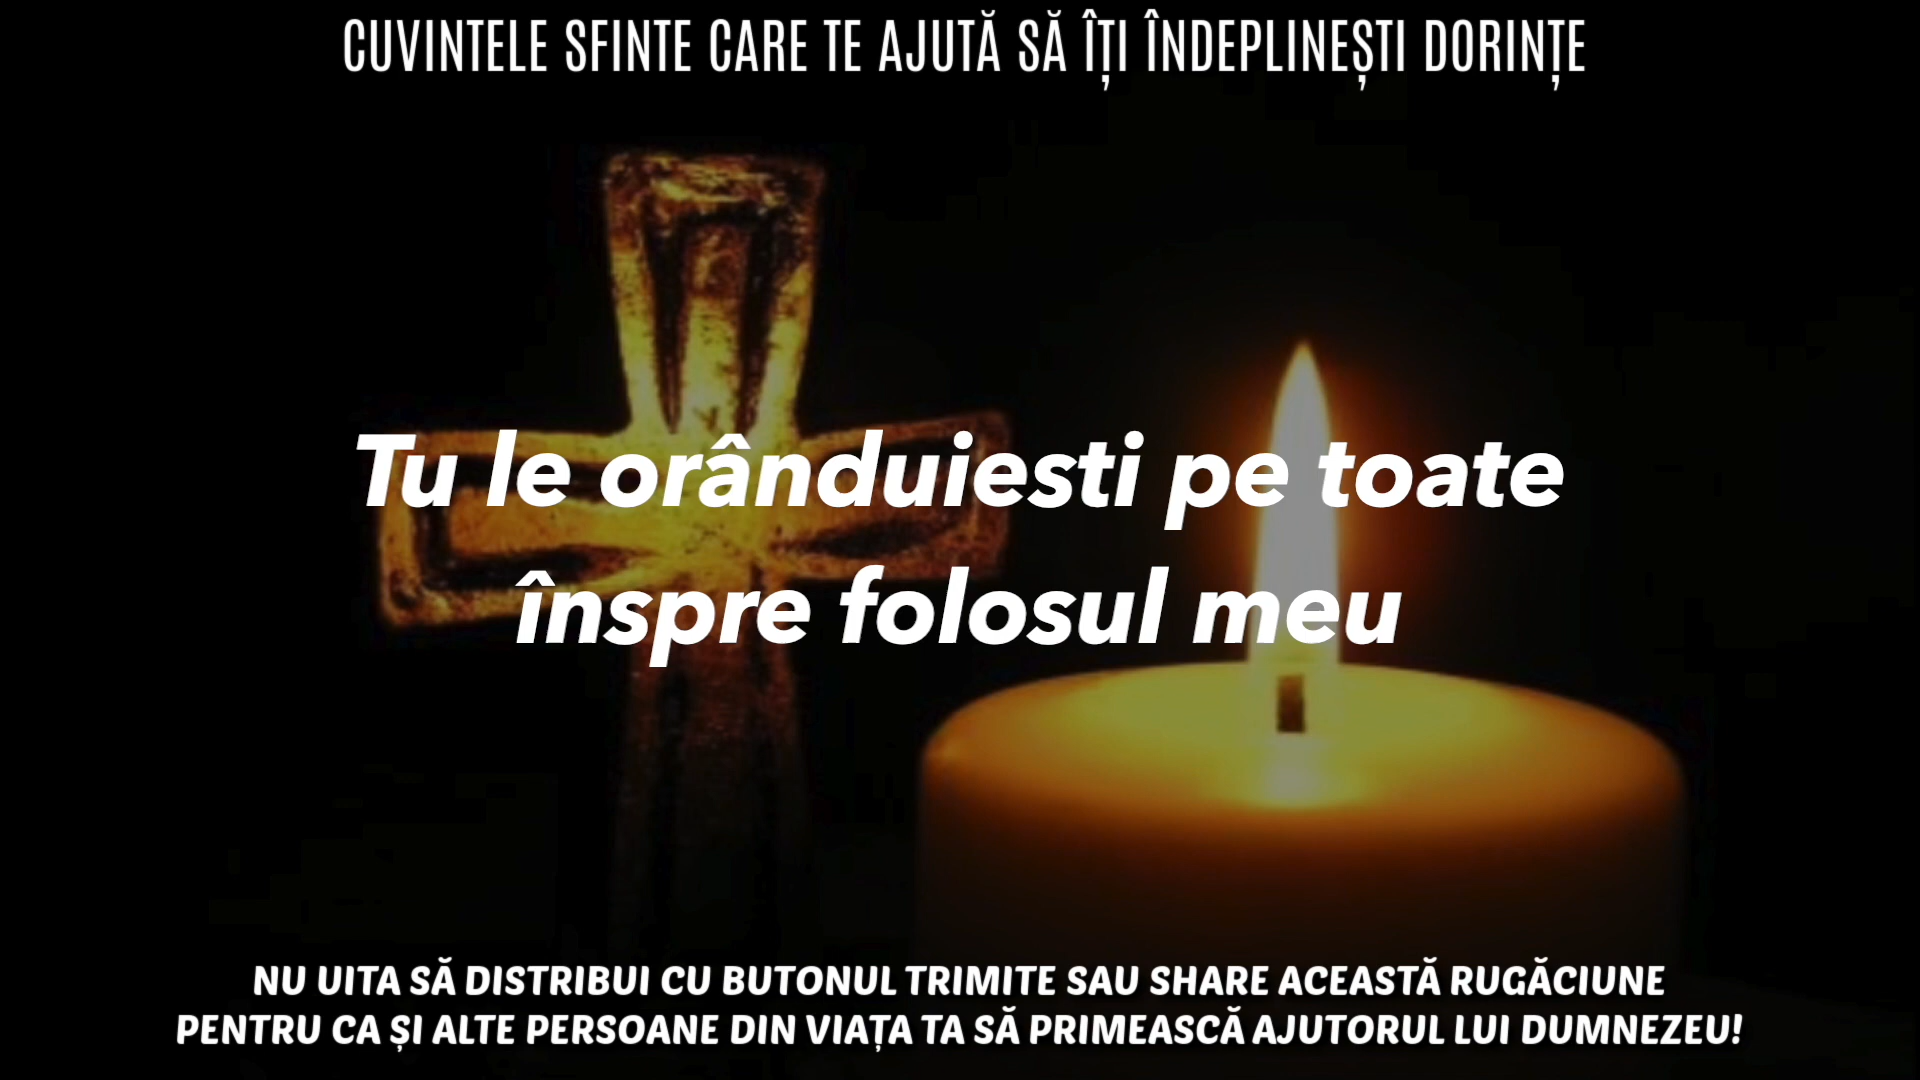 CUVINTELE SFINTE CARE TE AJUTĂ SĂ ÎȚI ÎNDEPLINEȘTI DORINȚE
Tu le orânduiesti pe toate
înspre folosul meu
NU UITA SĂ DISTRIBUI CU BUTONUL TRIMITE SAU SHARE ACEASTĂ RUGĂCIUNE
PENTRU CA ȘI ALTE PERSOANE DIN VIAȚA TA SĂ PRIMEASCĂ AJUTORUL LUI DUMNEZEU!